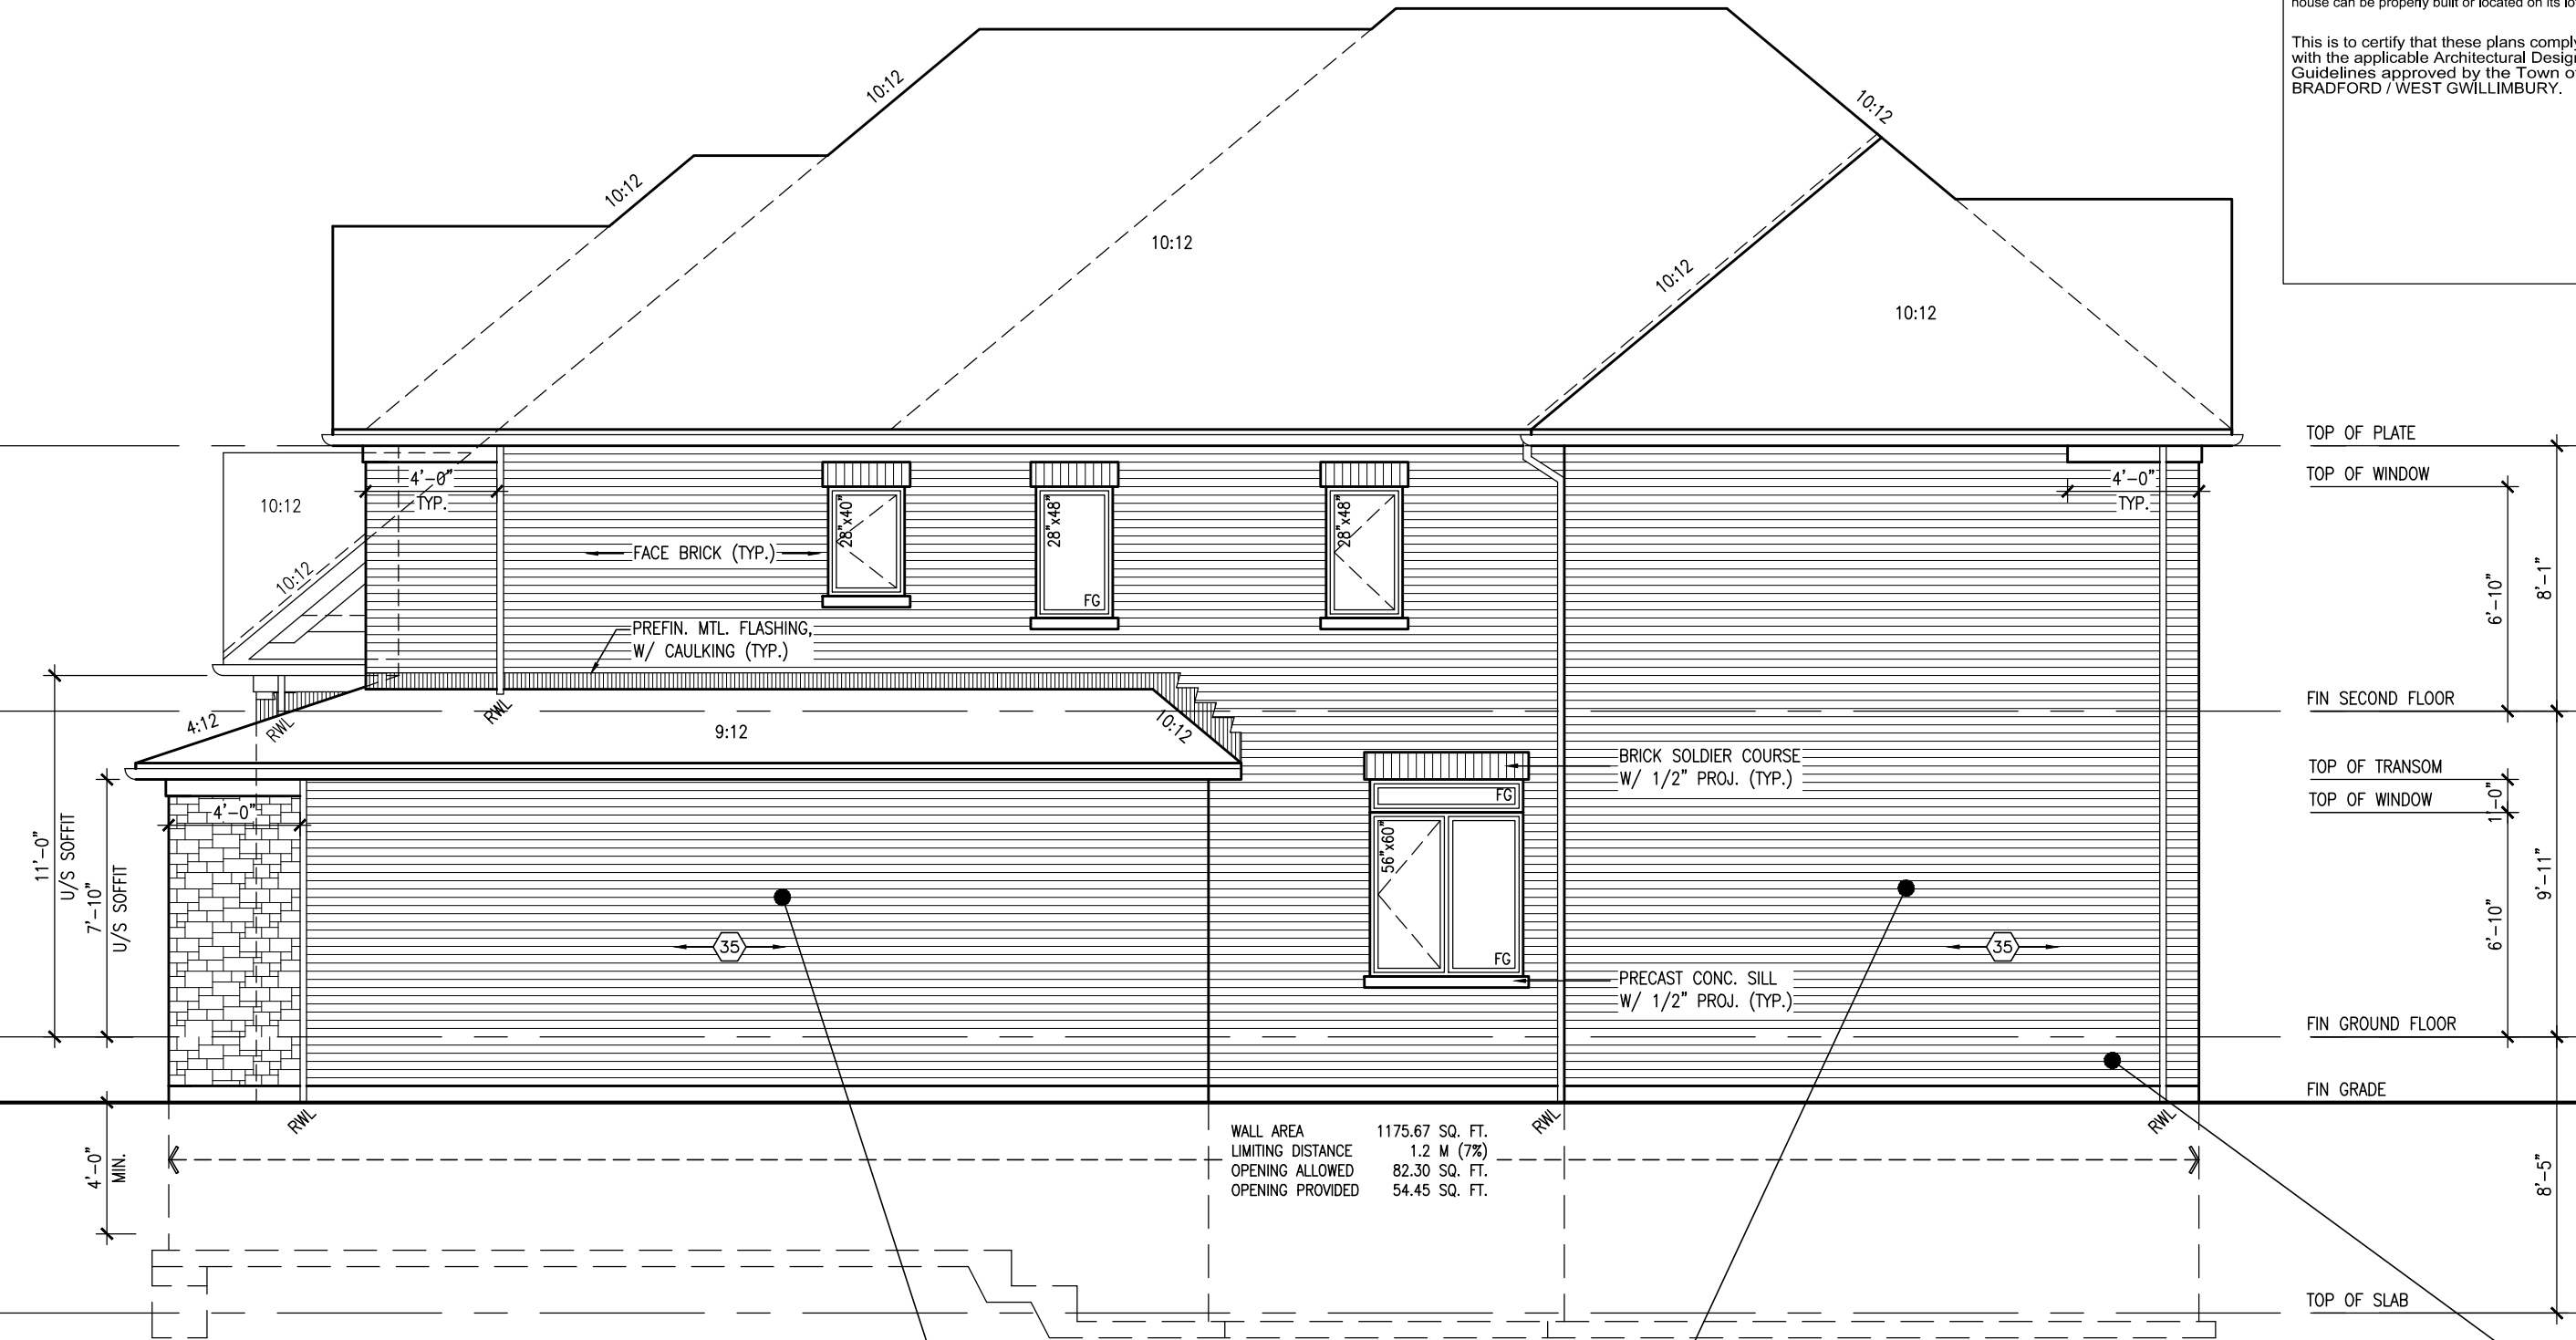 house can be properly built or located on its lo
This is to certify that these plans comply
with the applicable Architectural Design
Guidelines approved by the Town of
BRADFORD / WEST GWILLIMBURY.
10:12
10:12
10:12
10:12
10:12
10:12
10:12
10:12
10:12
4'-0"
TYP.
28"x40"
28"x48"
FG
28"x48"
4'-0"
TYP.
FACE BRICK (TYP.)
PREFIN. MTL. FLASHING,
W/ CAULKING (TYP.)
RWL
RWL
4:12
9:12
10:12
BRICK SOLDIER COURSE
W/ 1/2" PROJ. (TYP.)
FG
56"x60"
FG
4'-0"
11'-0"
U/S SOFFIT
7'-10"
U/S SOFFIT
35
35
PRECAST CONC. SILL
W/ 1/2" PROJ. (TYP.)
TOP OF PLATE
TOP OF WINDOW
6'-10"
8'-1"
FIN SECOND FLOOR
TOP OF TRANSOM
TOP OF WINDOW
1'-0"
6'-10"
9'-11"
FIN GROUND FLOOR
FIN GRADE
RWL
RWL
RWL
4'-0"
MIN.
WALL AREA 1175.67 SQ. FT.
LIMITING DISTANCE 1.2 M (7%)
OPENING ALLOWED 82.30 SQ. FT.
OPENING PROVIDED 54.45 SQ. FT.
8'-5"
TOP OF SLAB